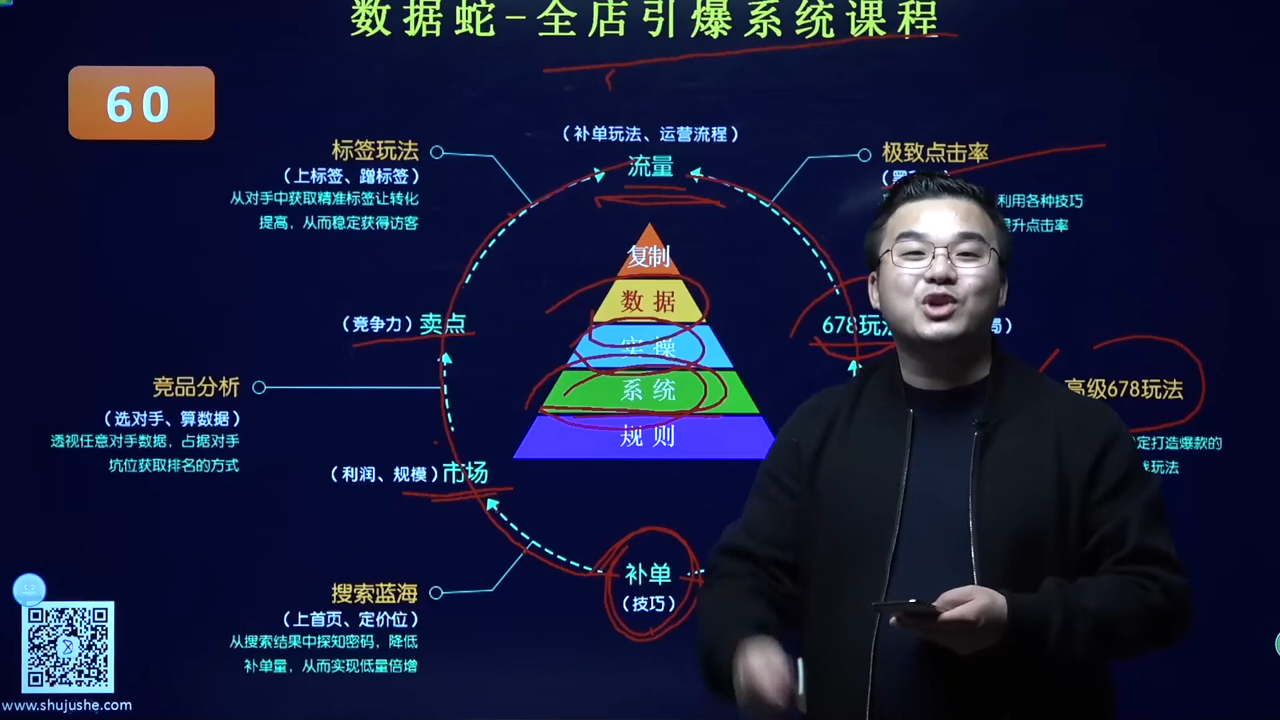 数据蛇-全店引爆系统课程
60
标签玩法
（上标签、蹭标签）
从对手中获取精准标签让转化
提高，从而稳定获得访客
（补单玩法、运营流程）
流量
极致点击率
利用各种技巧
升点击率
复制
数据
实操
系统
规则
（竞争力）卖点
678玩法
局）
竞品分析
（选对手、算数据）
透视任意对手数据，占据对手
坑位获取排名的方式
高级678玩法
定打造爆款的
玩法
（利润、规模）市场
补单
（技巧）
搜索蓝海
（上首页、定价位）
从搜索结果中探知密码，降低
补单量，从而实现低量倍增
www.shujushe.com